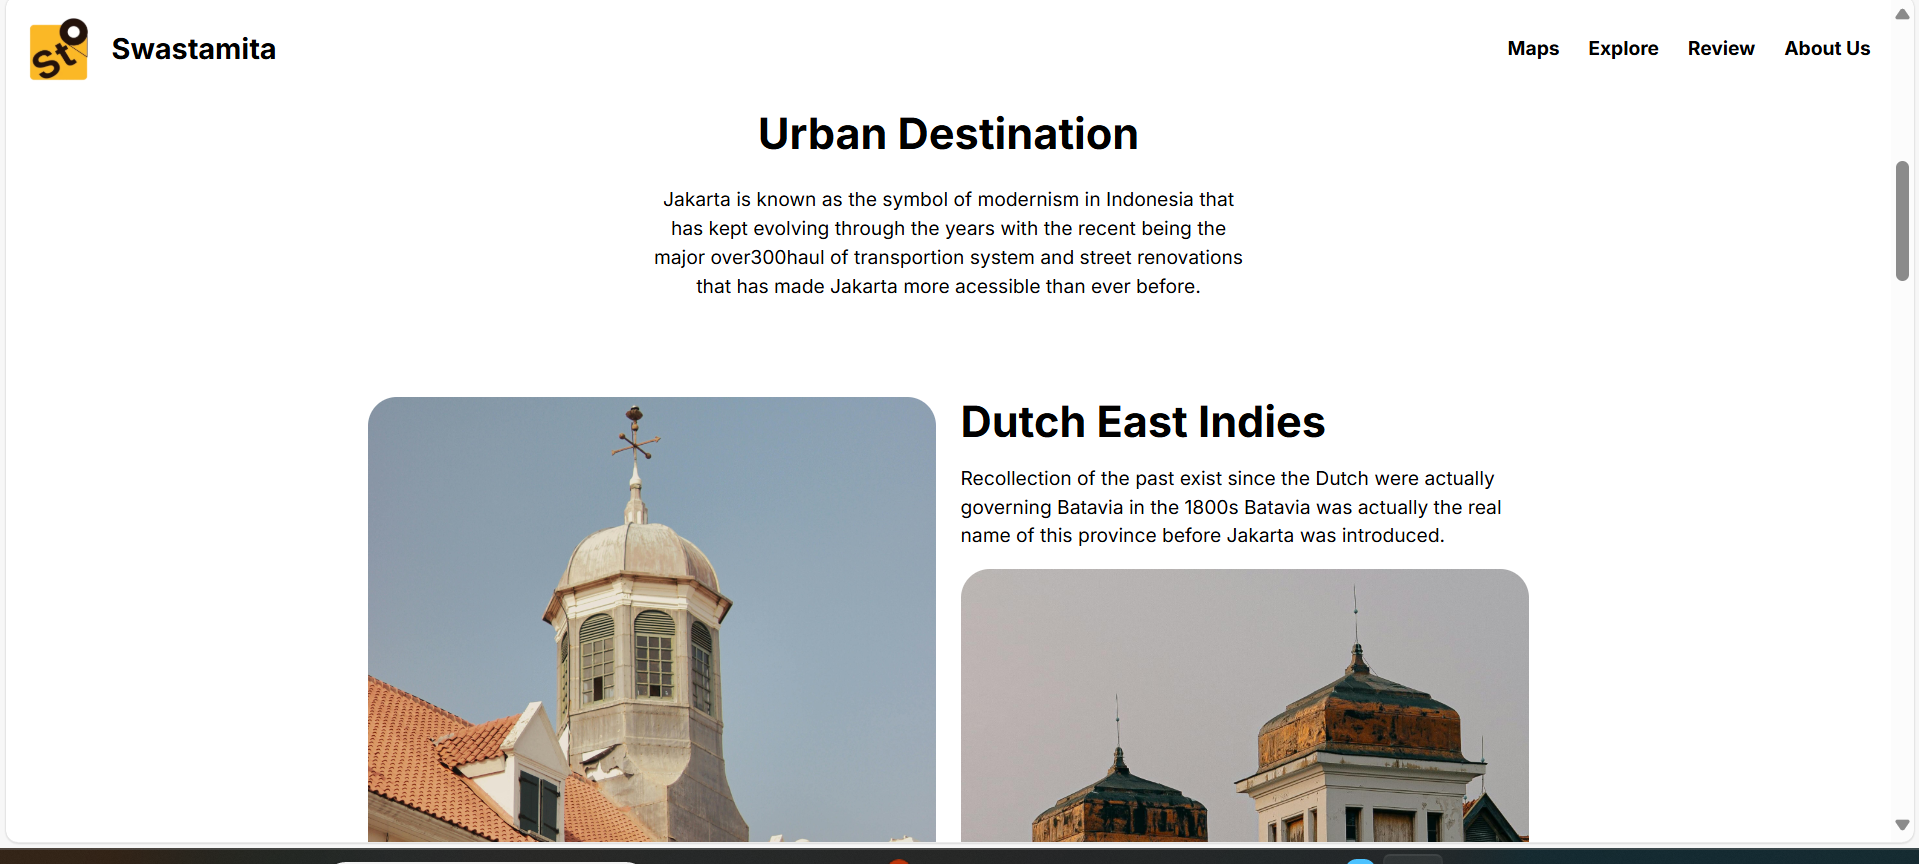 Sto
Swastamita
Maps
Explore
Review
About Us
Urban Destination
Jakarta is known as the symbol of modernism in Indonesia that
has kept evolving through the years with the recent being the
major over300haul of transportion system and street renovations
that has made Jakarta more acessible than ever before.
Dutch East Indies
Recollection of the past exist since the Dutch were actually
governing Batavia in the 1800s Batavia was actually the real
name of this province before Jakarta was introduced.